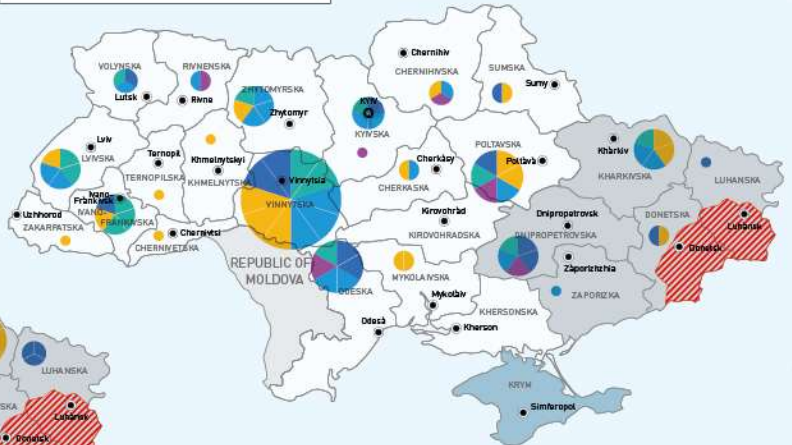 Chernihiv
VOLYNSKA
RIVNENSKA
CHERNIHIVSKA
SUMSKA
ZHYTOMYRSKA
Sumy
Lutsk
Rivne
KYIV
Zhytomyr
KYIVSKA
Kharkiv
POLTAVSKA
Lviv
LVIVSKA
Ternopil
Khmelnytskyi
Cherkasy
Poltava
KHARKIVSKA
TERNOPILSKA
KHMELNYTSKA
Vinnytsia
CHERKASKA
LUHANSKA
Ivano-
Frankivsk
IVANO-
FRANKIVSKA
VINNYTSKA
Uzhhorod
ZAKARPATSKA
Kirovohrad
KIROVOHRADSKA
Dnipropetrovsk
DNIPROPETROVSKA
DONETSKA
Luhansk
Chernivtsi
CHERNIVETSKA
Donetsk
REPUBLIC OF
MOLDOVA
Zaporizhzhia
ZAPORIZKA
MYKOLAIVSKA
ODESKA
Mykolaiv
KHERSONSKA
Odesa
Kherson
KRYM
Simferopol
LUHANSKA
SKA
Luhansk
Donetsk